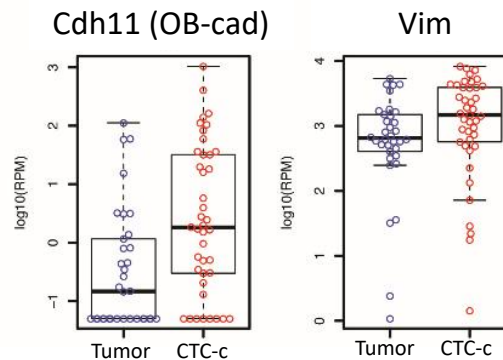 Cdh11 (OB-cad)
log10(RPM)
3
2
1
0
−1
Tumor CTC-c
Vim
log10(RPM)
4
3
2
1
0
Tumor CTC-c